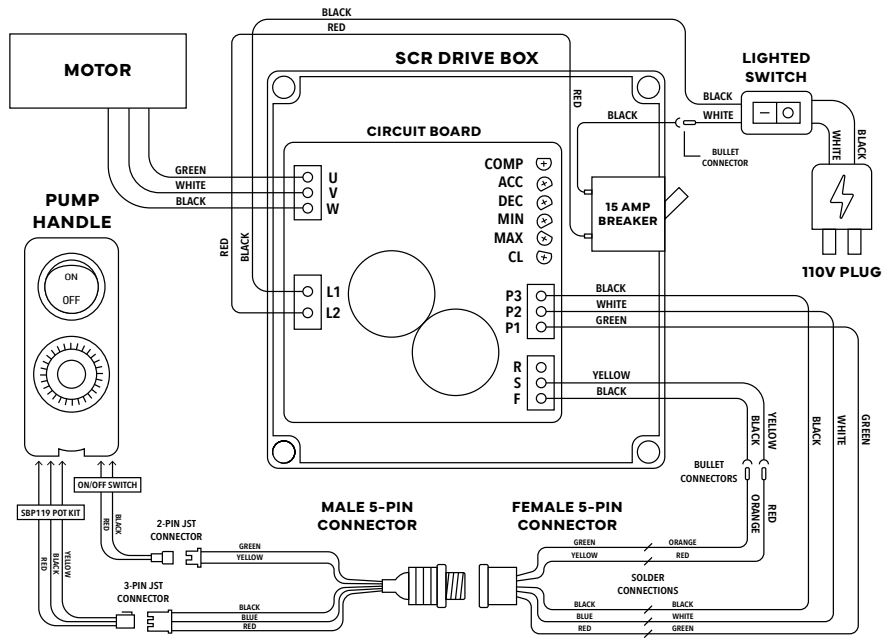 BLACK
RED
MOTOR
SCR DRIVE BOX
LIGHTED
SWITCH
RED
BLACK
BLACK
WHITE
BULLET
CONNECTOR
WHITE
BLACK
CIRCUIT BOARD
COMP
ACC
DEC
MIN
MAX
CL
15 AMP
BREAKER
110V PLUG
GREEN
WHITE
BLACK
U
V
W
PUMP
HANDLE
RED
BLACK
ON
OFF
L1
L2
P3
P2
P1
BLACK
WHITE
GREEN
R
S
F
YELLOW
BLACK
BLACK
YELLOW
BLACK
WHITE
GREEN
BULLET
CONNECTORS
ORANGE
RED
ON/OFF SWITCH
SBP119 POT KIT
RED
BLACK
RED
BLACK
YELLOW
2-PIN JST
CONNECTOR
GREEN
YELLOW
3-PIN JST
CONNECTOR
BLACK
BLUE
RED
MALE 5-PIN
CONNECTOR
FEMALE 5-PIN
CONNECTOR
GREEN
ORANGE
YELLOW
RED
SOLDER
CONNECTIONS
BLACK
BLACK
BLUE
WHITE
RED
GREEN